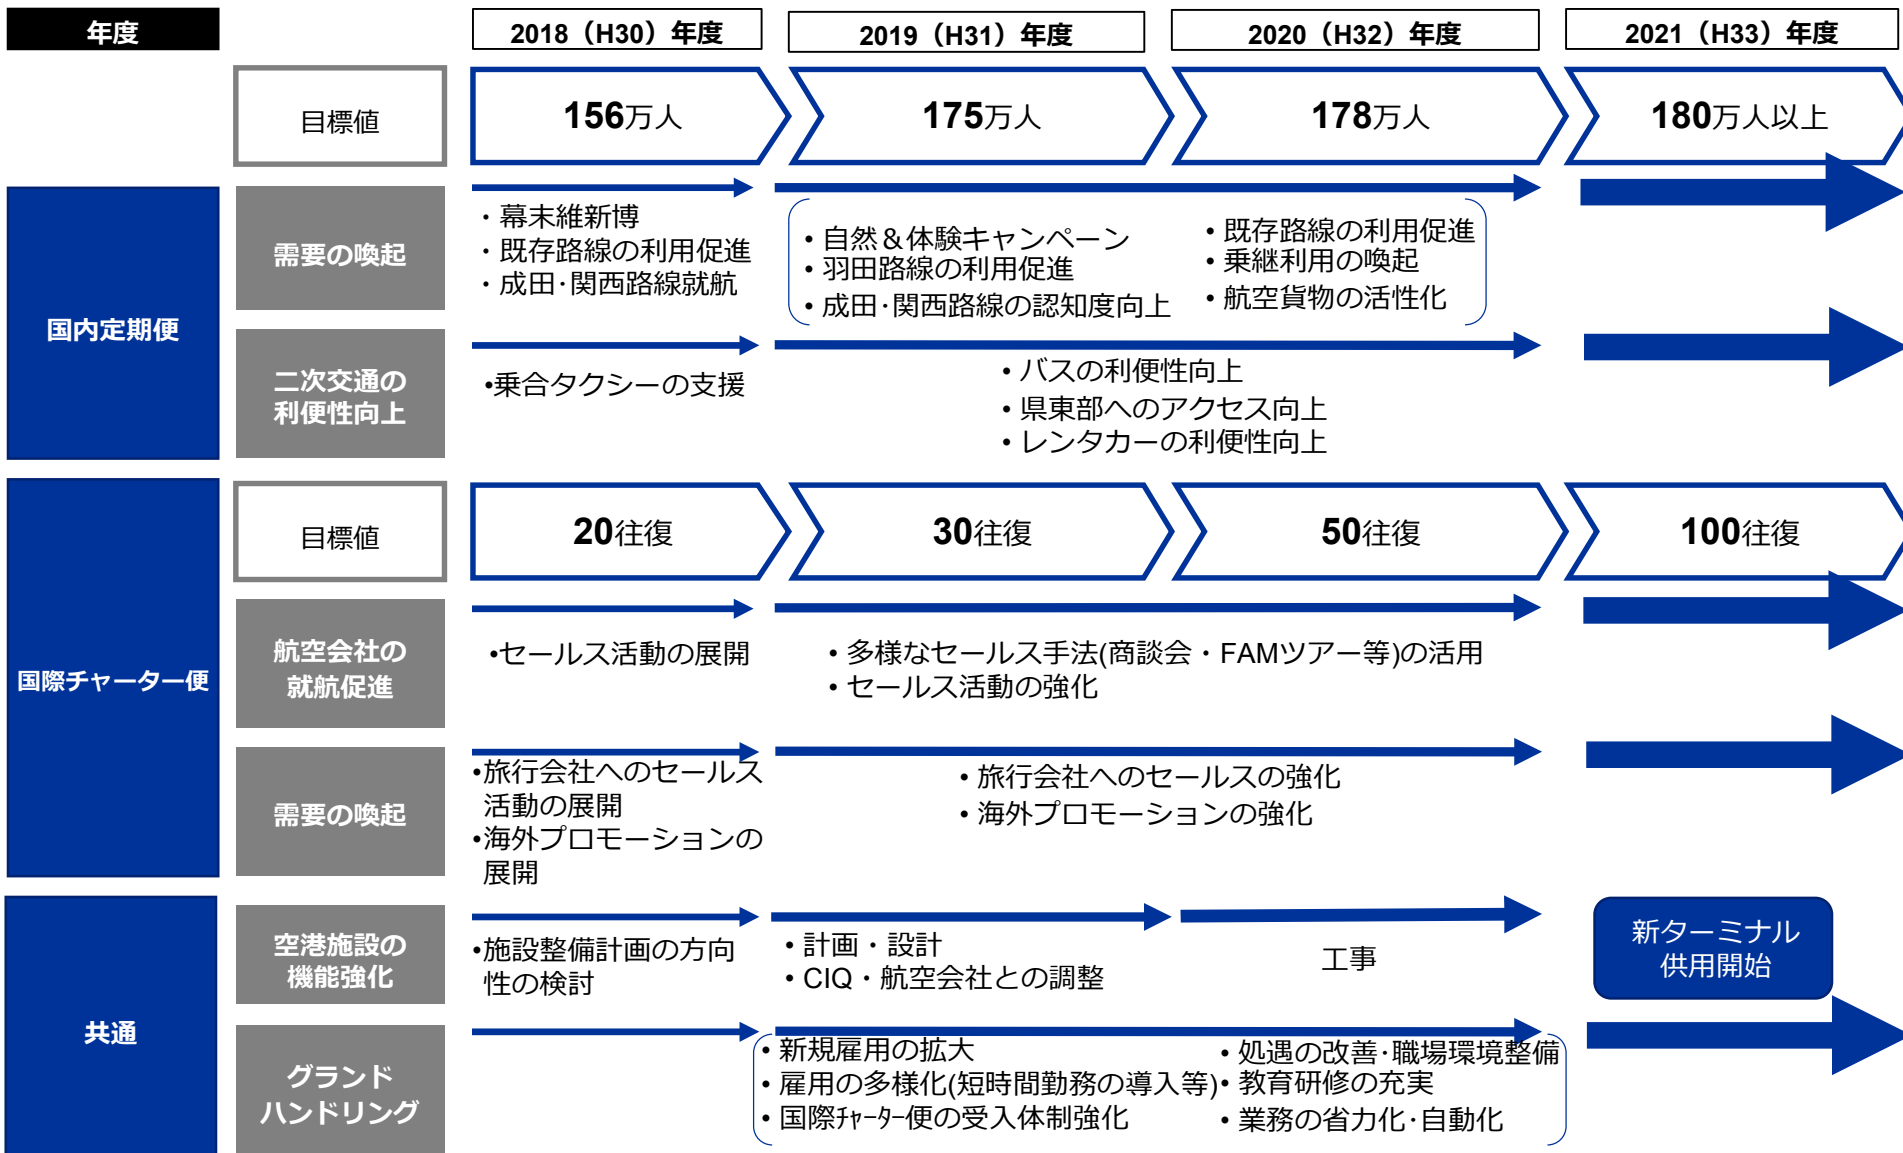 年度
2018（H30）年度
2019（H31）年度
2020（H32）年度
2021（H33）年度
目標値
156万人
175万人
178万人
180万人以上
国内定期便
需要の喚起
・幕末維新博
・既存路線の利用促進
・成田･関西路線就航
• 自然＆体験キャンペーン
• 羽田路線の利用促進
• 成田･関西路線の認知度向上
• 既存路線の利用促進
• 乗継利用の喚起
• 航空貨物の活性化
二次交通の
利便性向上
•乗合タクシーの支援
• バスの利便性向上
• 県東部へのアクセス向上
• レンタカーの利便性向上
国際チャーター便
目標値
20往復
30往復
50往復
100往復
航空会社の
就航促進
•セールス活動の展開
• 多様なセールス手法(商談会・FAMツアー等)の活用
• セールス活動の強化
需要の喚起
•旅行会社へのセールス
活動の展開
•海外プロモーションの
展開
• 旅行会社へのセールスの強化
• 海外プロモーションの強化
共通
空港施設の
機能強化
•施設整備計画の方向
性の検討
• 計画・設計
• CIQ・航空会社との調整
工事
新ターミナル
供用開始
グランド
ハンドリング
• 新規雇用の拡大
• 雇用の多様化(短時間勤務の導入等)
• 国際ﾁｬｰﾀｰ便の受入体制強化
• 処遇の改善･職場環境整備
• 教育研修の充実
• 業務の省力化･自動化